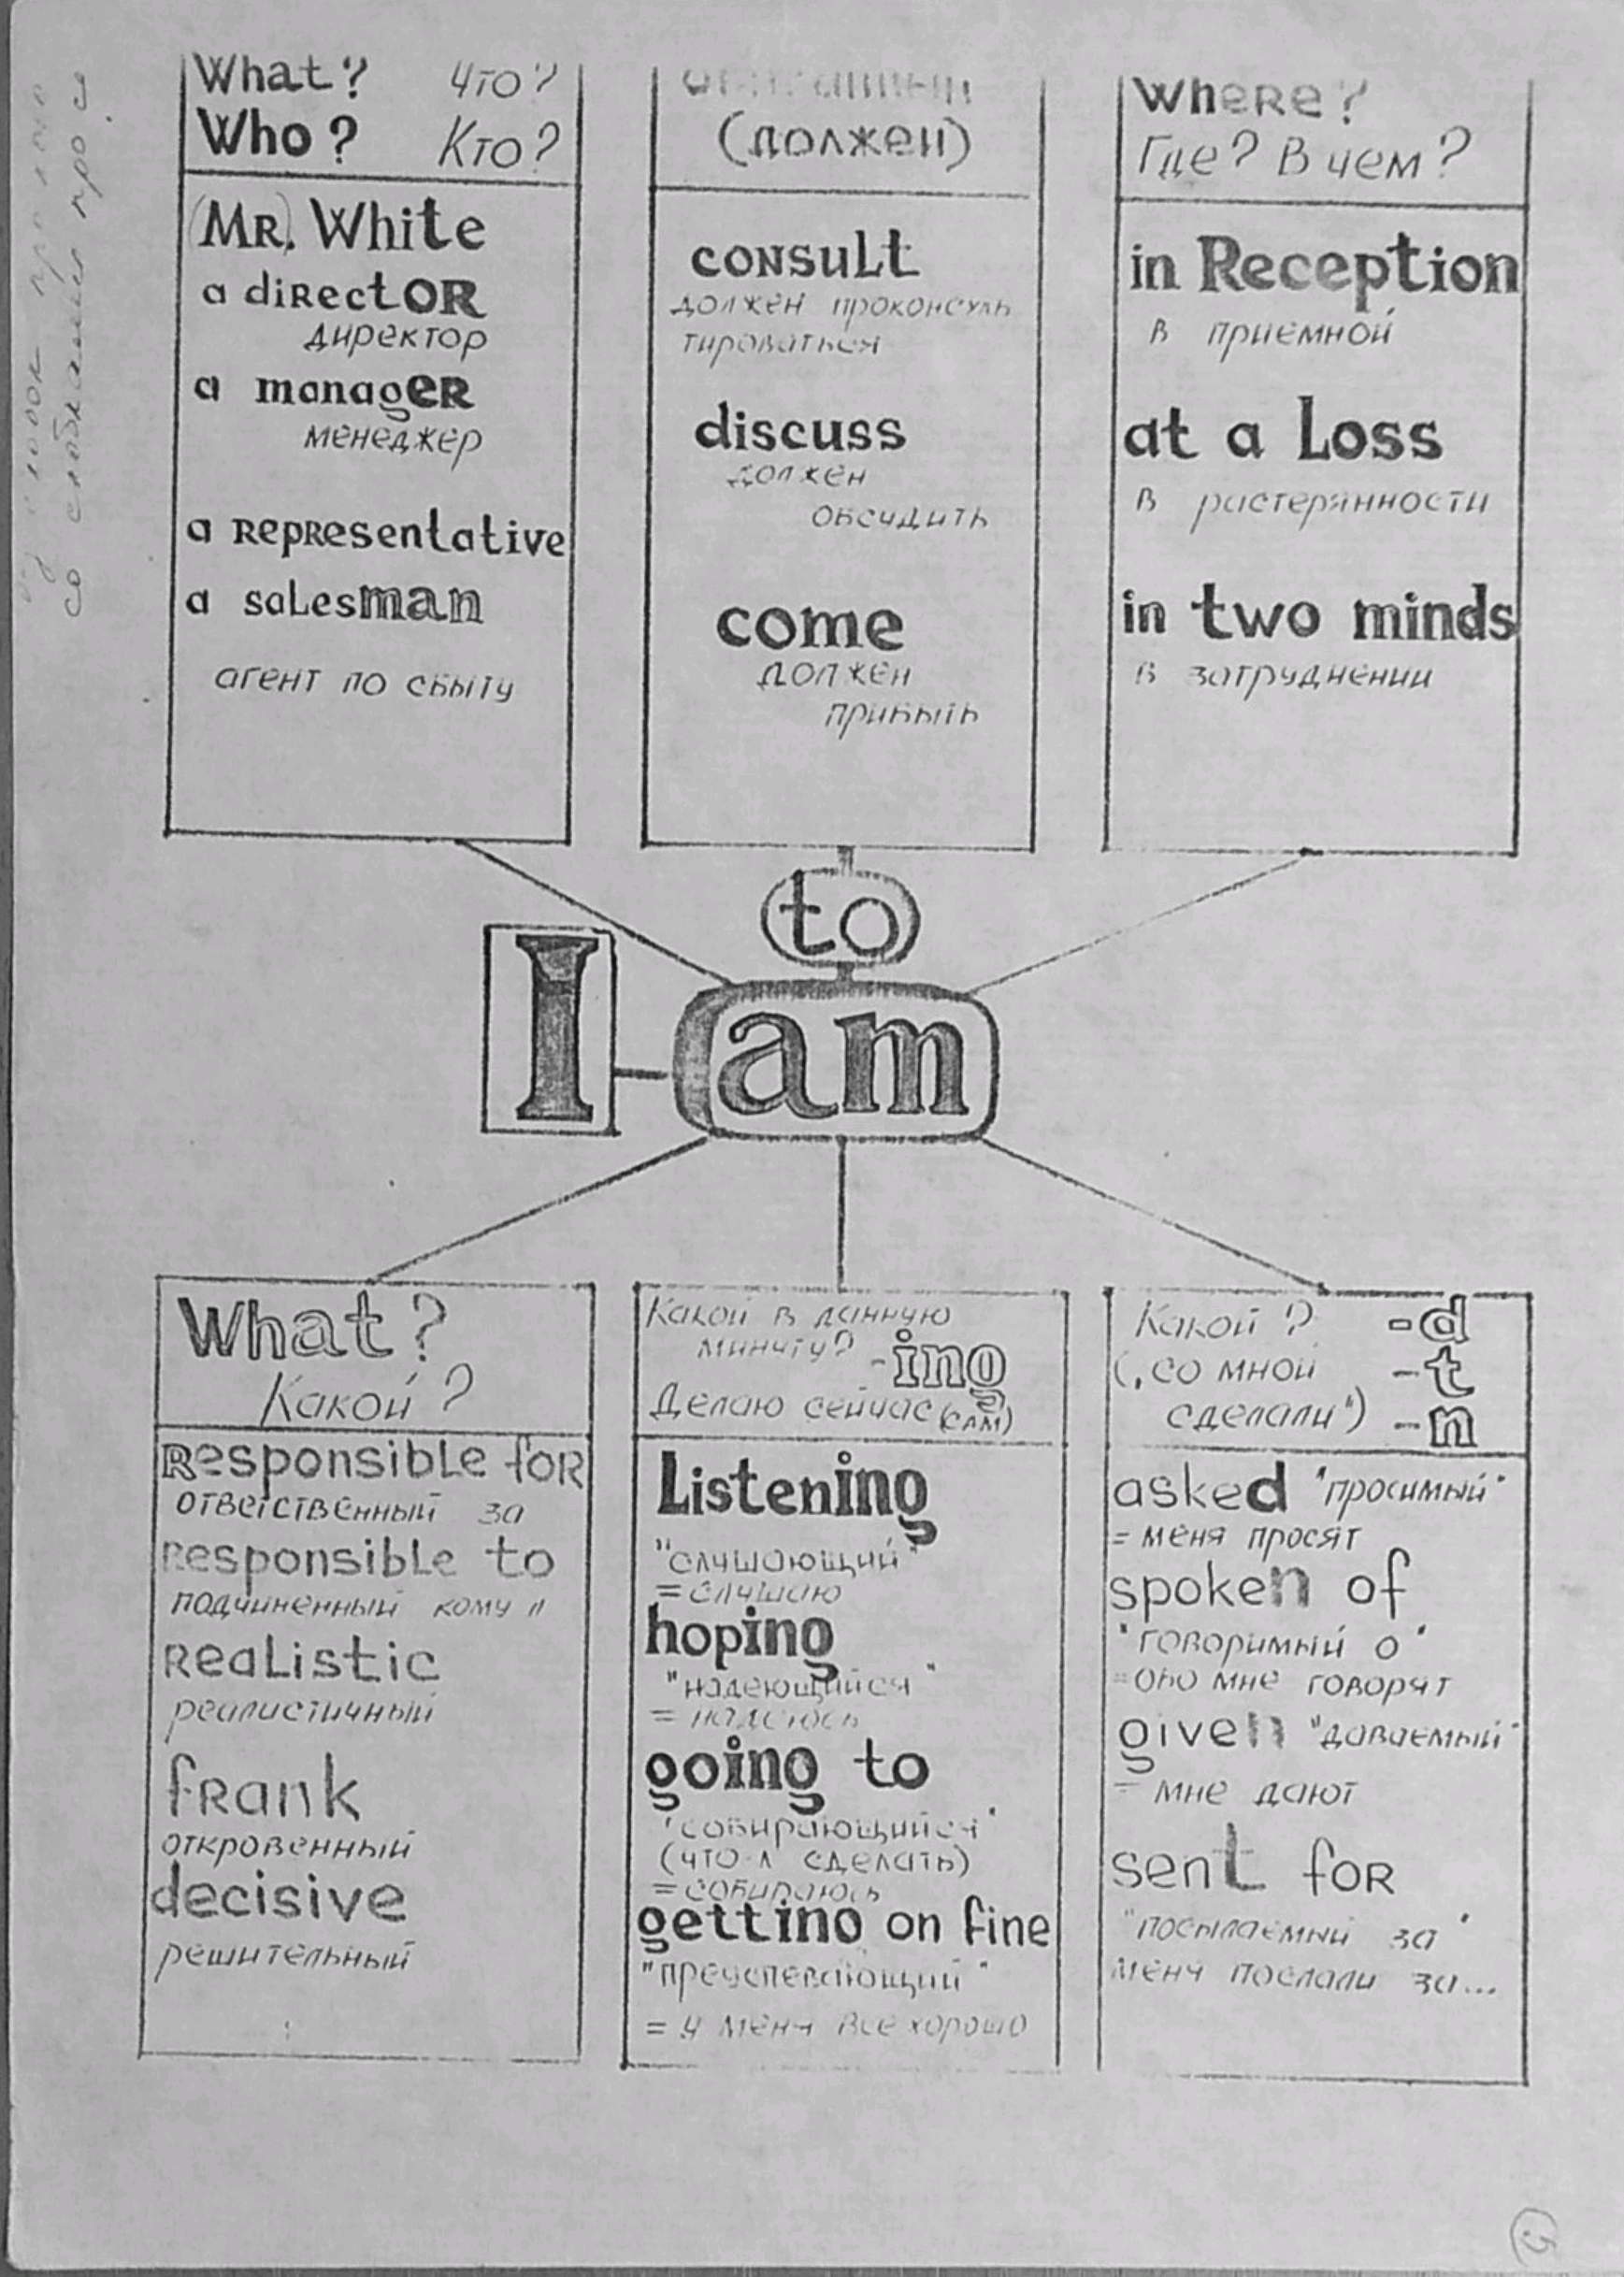 What? Что?
Who? Кто?
(MR). White
a director
директор
a manager
менеджер
a representative
a salesman
агент по сбыту
(должен)
consult
должен проконсуль
тироваться
discuss
должен
обсудить
come
должен
прибыть
Where?
Где? В чем?
in Reception
в приемной
at a Loss
в растерянности
in two minds
в затруднении
to
I am
What?
Какой?
Responsible for
ответственный за
responsible to
подчиненный кому л
Realistic
реалистичный
frank
откровенный
decisive
решительный
Какой в данную
минуту? -ing
Делаю сейчас (сам)
Listening
"слушающий"
= слушаю
hoping
"надеющийся"
= надеюсь
going to
"собирающийся"
(что-л сделать)
= собираюсь
getting on fine
"преуспевающий"
= у меня все хорошо
Какой? -d
("со мной -t
сделали") -n
asked "просимый"
= меня просят
spoken of
"говоримый о"
= обо мне говорят
given "даваемый"
= мне дают
sent for
"посылаемый за"
меня послали за...